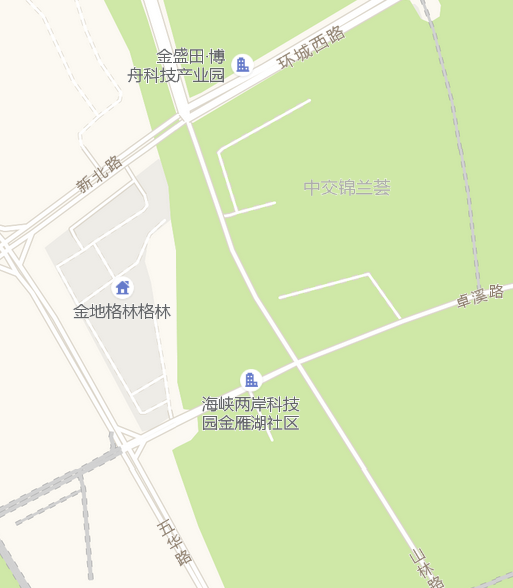 金盛田·博
舟科技产业园
环城西路
新北路
中交锦兰荟
金地格林格林
卓溪路
海峡两岸科技
园金雁湖社区
五华路
山林路